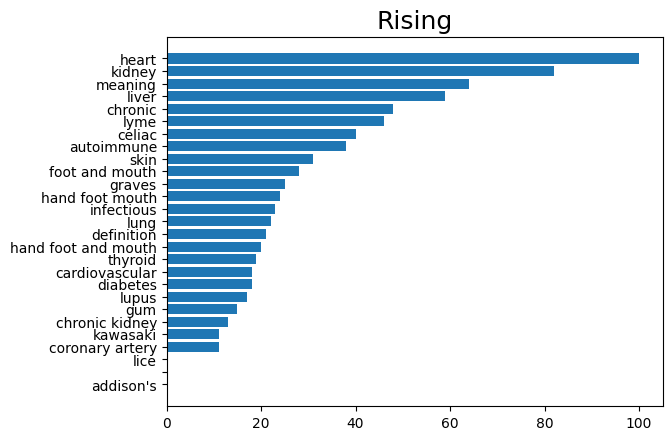 Rising
heart
kidney
meaning
liver
chronic
lyme
celiac
autoimmune
skin
foot and mouth
graves
hand foot mouth
infectious
lung
definition
hand foot and mouth
thyroid
cardiovascular
diabetes
lupus
gum
chronic kidney
kawasaki
coronary artery
lice
addison's
0 20 40 60 80 100